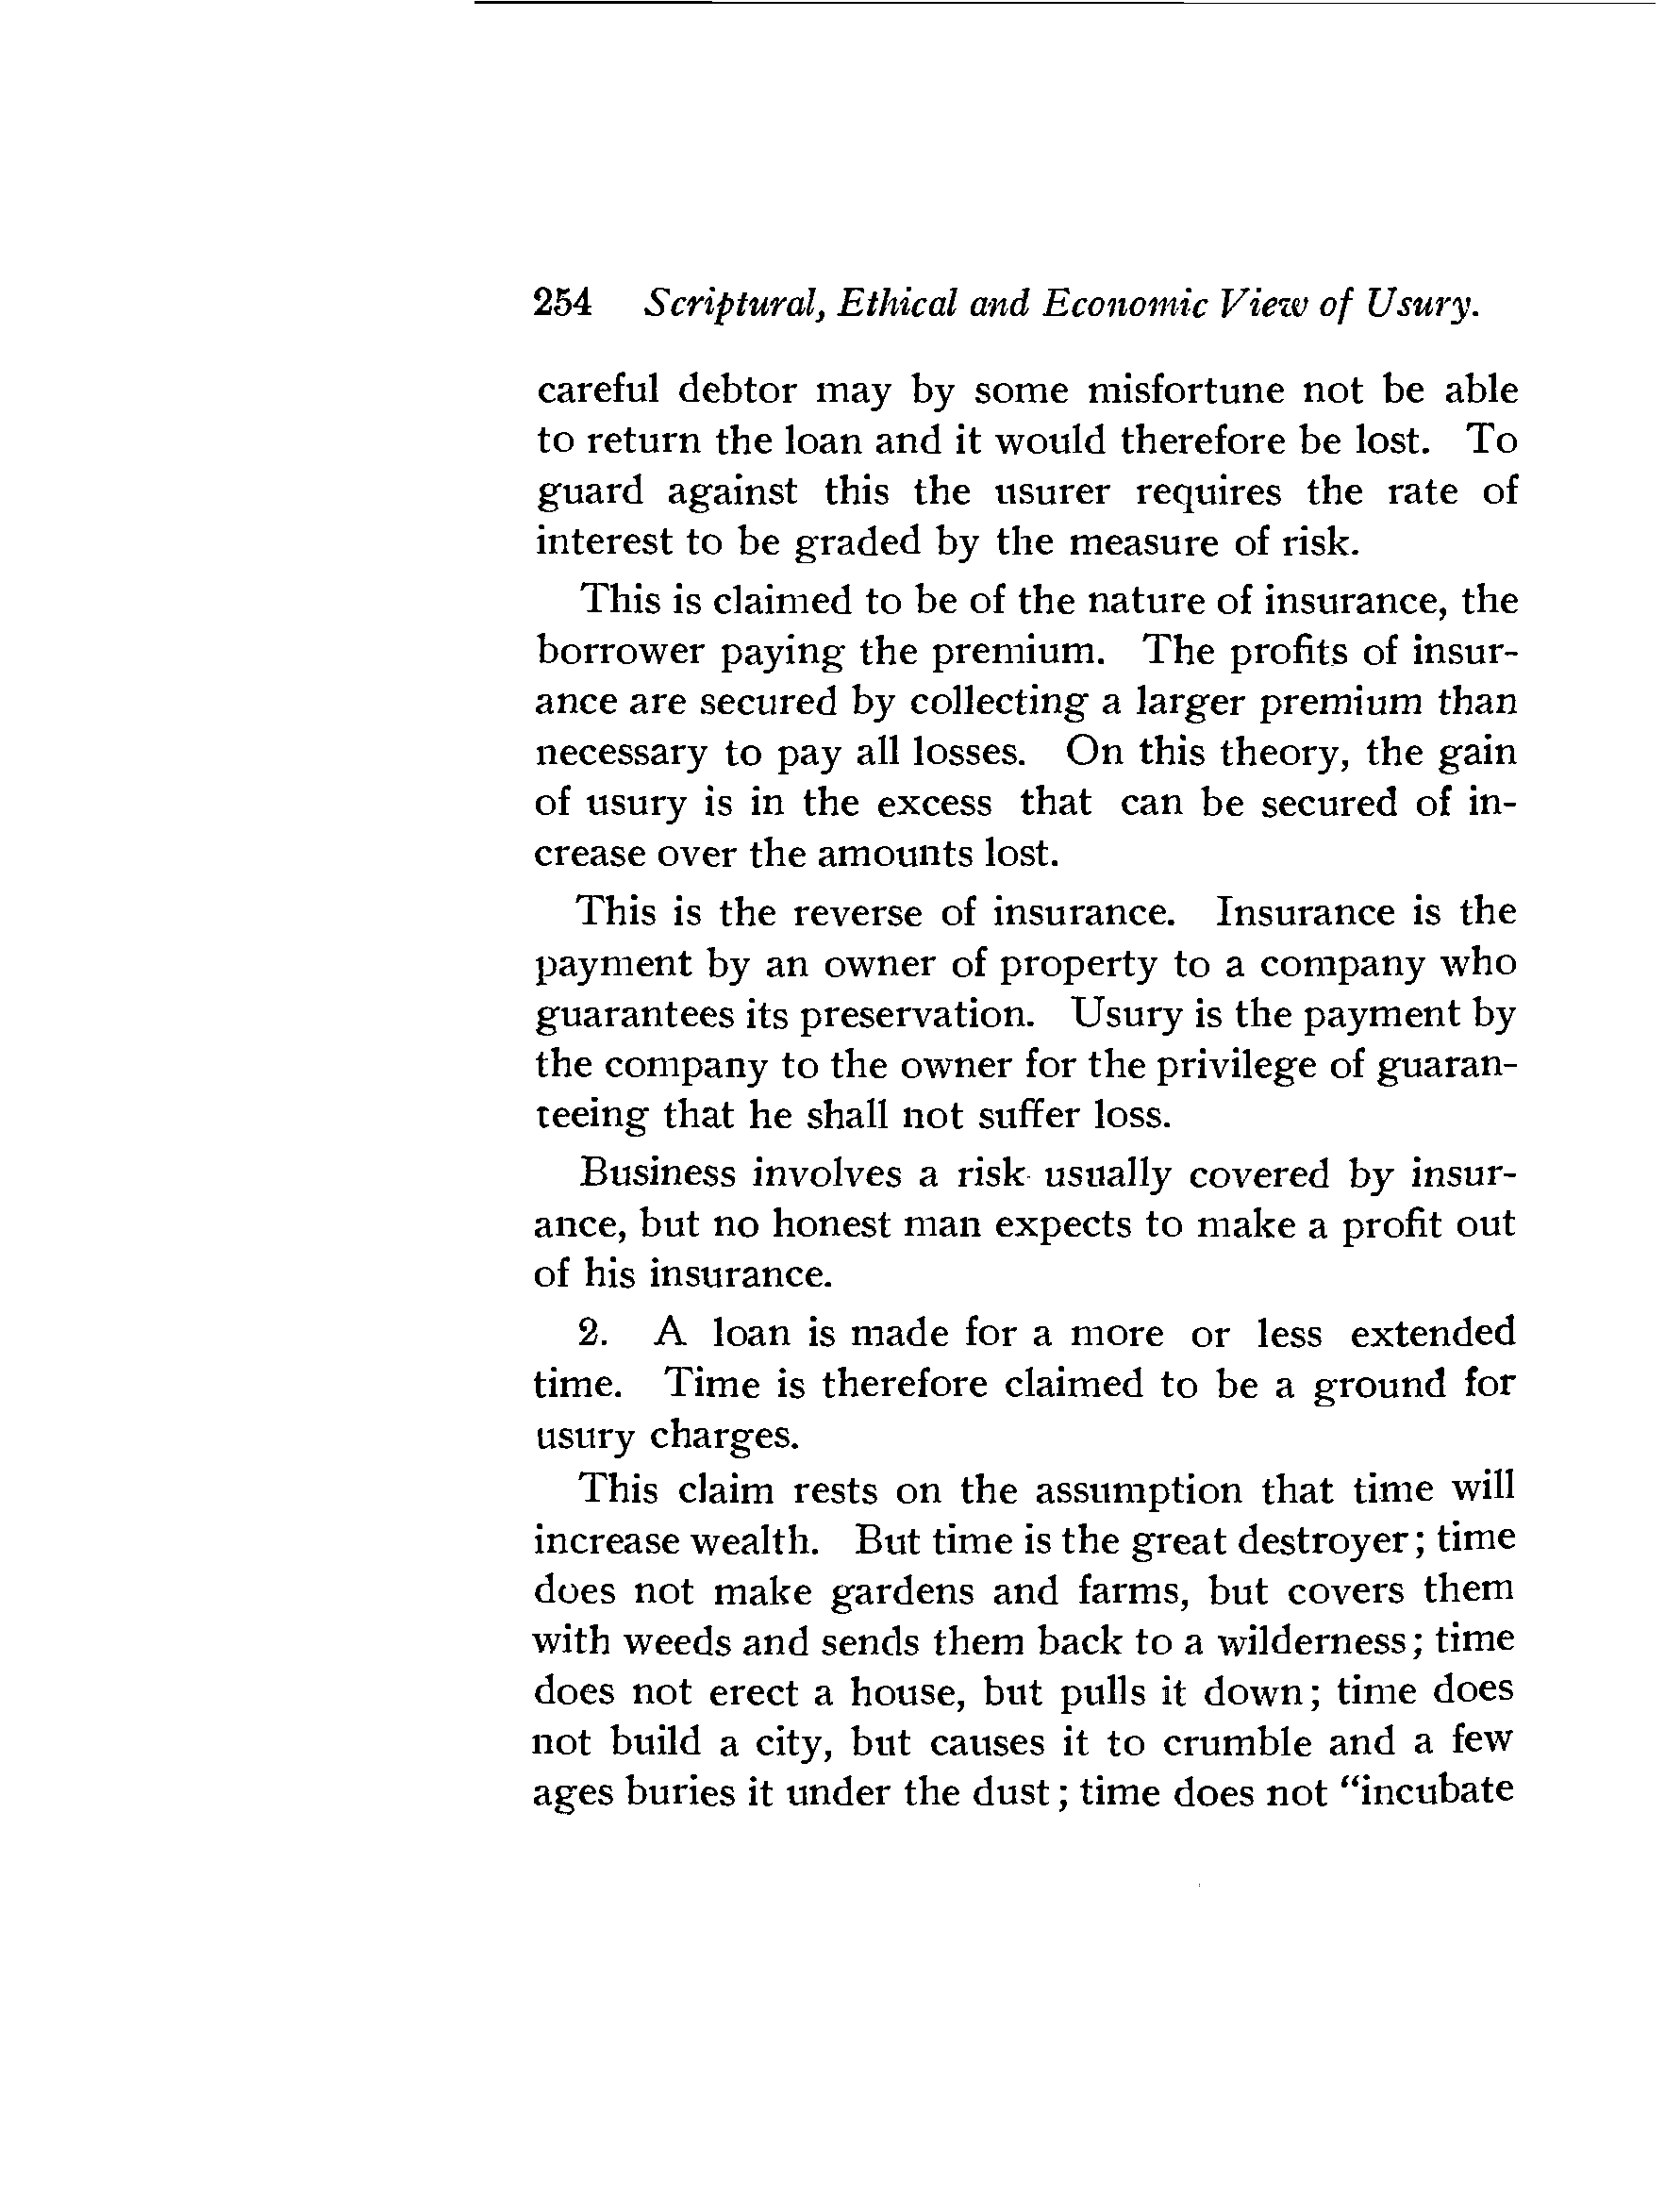 254 Scriptural, Ethical and Economic View of Usury.
careful debtor may by some misfortune not be able
to return the loan and it would therefore be lost. To
guard against this the usurer requires the rate of
interest to be graded by the measure of risk.
This is claimed to be of the nature of insurance, the
borrower paying the premium. The profits of insur-
ance are secured by collecting a larger premium than
necessary to pay all losses. On this theory, the gain
of usury is in the excess that can be secured of in-
crease over the amounts lost.
This is the reverse of insurance. Insurance is the
payment by an owner of property to a company who
guarantees its preservation. Usury is the payment by
the company to the owner for the privilege of guaran-
teeing that he shall not suffer loss.
Business involves a risk usually covered by insur-
ance, but no honest man expects to make a profit out
of his insurance.
2. A loan is made for a more or less extended
time. Time is therefore claimed to be a ground for
usury charges.
This claim rests on the assumption that time will
increase wealth. But time is the great destroyer; time
does not make gardens and farms, but covers them
with weeds and sends them back to a wilderness; time
does not erect a house, but pulls it down; time does
not build a city, but causes it to crumble and a few
ages buries it under the dust; time does not "incubate